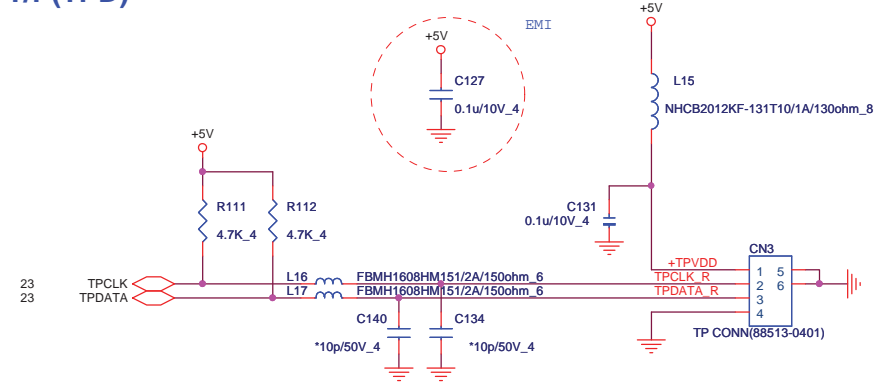 EMI
+5V
+5V
C127
0.1u/10V_4
L15
NHCB2012KF-131T10/1A/130ohm_8
+5V
R111
R112
4.7K_4
4.7K_4
C131
0.1u/10V_4
CN3
+TPVDD
1
5
23
TPCLK
L16
FBMH1608HM151/2A/150ohm_6
TPCLK_R
2
6
23
TPDATA
L17
FBMH1608HM151/2A/150ohm_6
TPDATA_R
3
4
C140
C134
TP CONN(88513-0401)
*10p/50V_4
*10p/50V_4